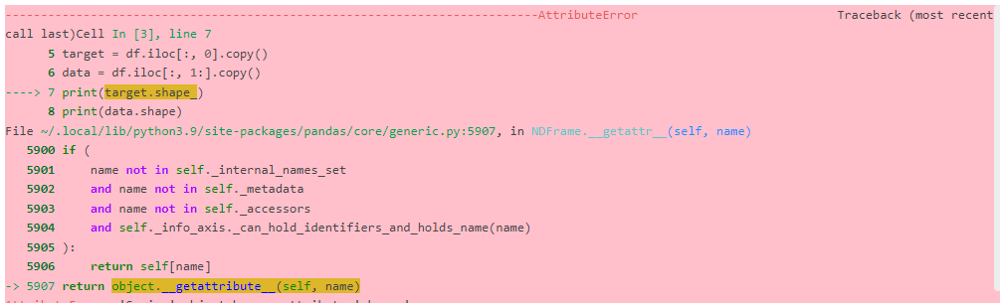 ---------------------------------------------------------------------------AttributeError                           Traceback (most recent
call last)Cell In [3], line 7
      5 target = df.iloc[:, 0].copy()
      6 data = df.iloc[:, 1:].copy()
----> 7 print(target.shape_)
      8 print(data.shape)
File ~/.local/lib/python3.9/site-packages/pandas/core/generic.py:5907, in NDFrame.__getattr__(self, name)
   5900 if (
   5901     name not in self._internal_names_set
   5902     and name not in self._metadata
   5903     and name not in self._accessors
   5904     and self._info_axis._can_hold_identifiers_and_holds_name(name)
   5905 ):
   5906     return self[name]
-> 5907 return object.__getattribute__(self, name)